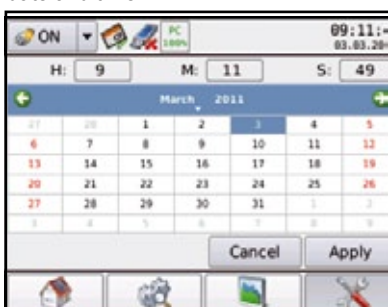 ON PC 100% 09:11:
03.03.20
H: 9 M: 11 S: 49
March 2011
27 28 1 2 3 4 5
6 7 8 9 10 11 12
13 14 15 16 17 18 19
20 21 22 23 24 25 26
27 28 29 30 31 1 2
3 4 5 6 7 8 9
Cancel Apply